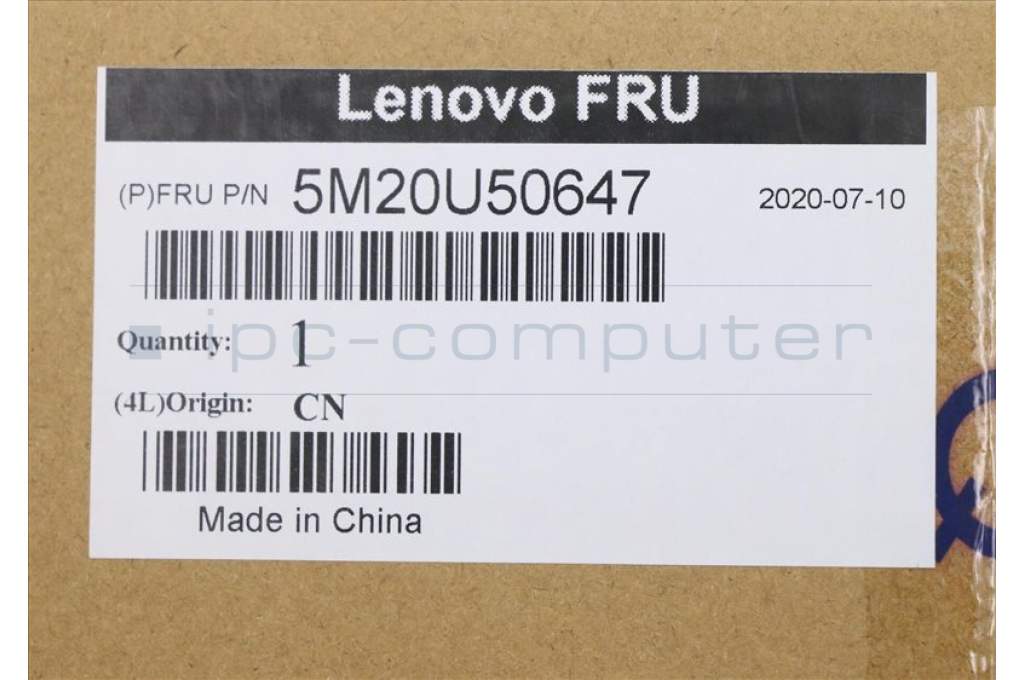 Lenovo FRU
(P)FRU P/N 5M20U50647 2020-07-10
ipc-computer
Quantity: 1
(4L)Origin: CN
Made in China